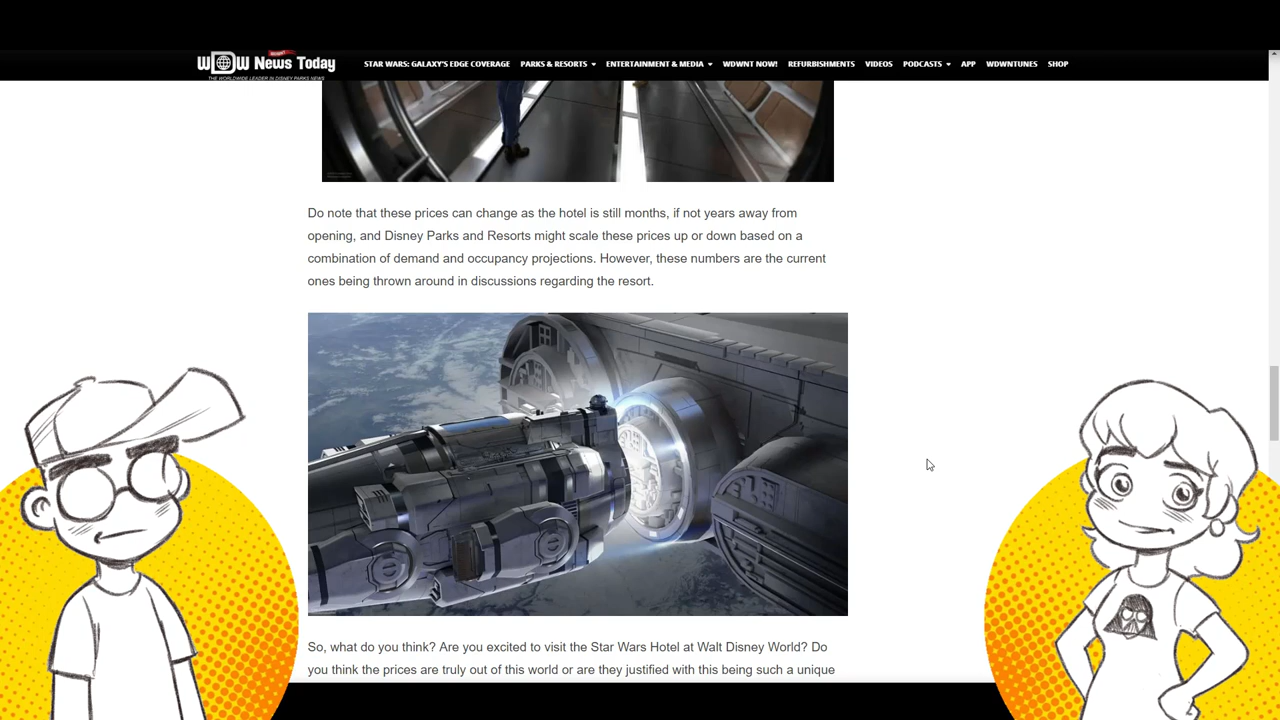 WDW News Today
THE WORLDWIDE LEADER IN DISNEY PARKS NEWS
STAR WARS: GALAXY'S EDGE COVERAGE PARKS & RESORTS ENTERTAINMENT & MEDIA WDWNT NOW! REFURBISHMENTS VIDEOS PODCASTS APP WDWNTUNES SHOP
Do note that these prices can change as the hotel is still months, if not years away from
opening, and Disney Parks and Resorts might scale these prices up or down based on a
combination of demand and occupancy projections. However, these numbers are the current
ones being thrown around in discussions regarding the resort.
So, what do you think? Are you excited to visit the Star Wars Hotel at Walt Disney World? Do
you think the prices are truly out of this world or are they justified with this being such a unique